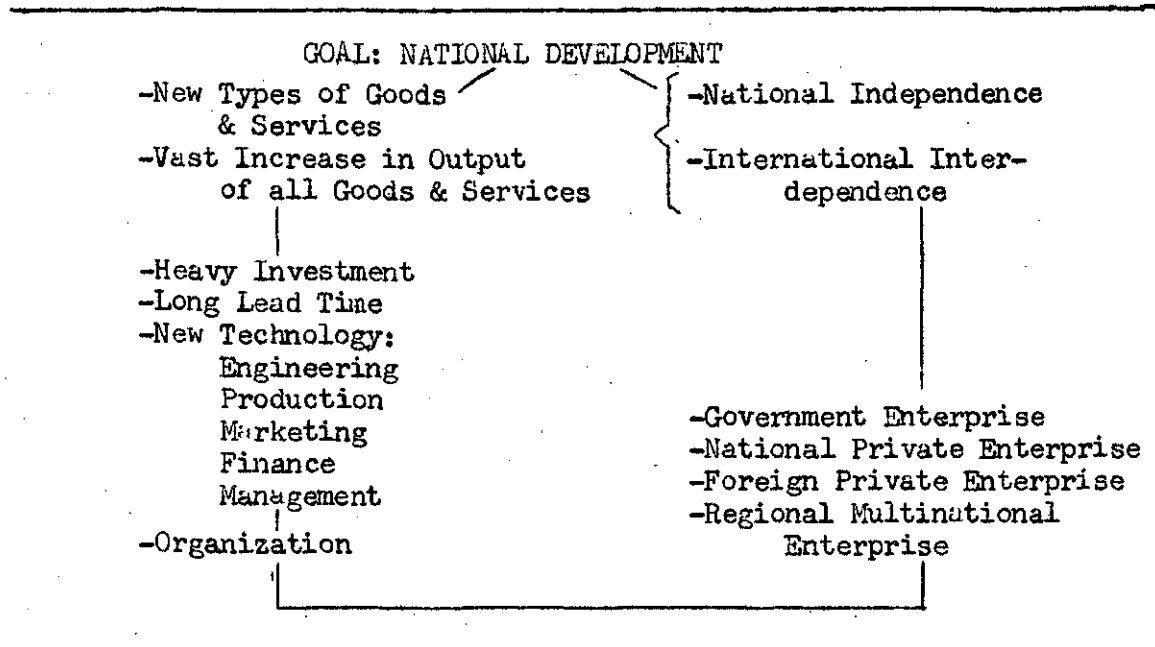 GOAL: NATIONAL DEVELOPMENT
-New Types of Goods
& Services
-Vast Increase in Output
of all Goods & Services
-Heavy Investment
-Long Lead Time
-New Technology:
Engineering
Production
Marketing
Finance
Management
-Organization
-National Independence
-International Inter-
dependence
-Government Enterprise
-National Private Enterprise
-Foreign Private Enterprise
-Regional Multinational
Enterprise